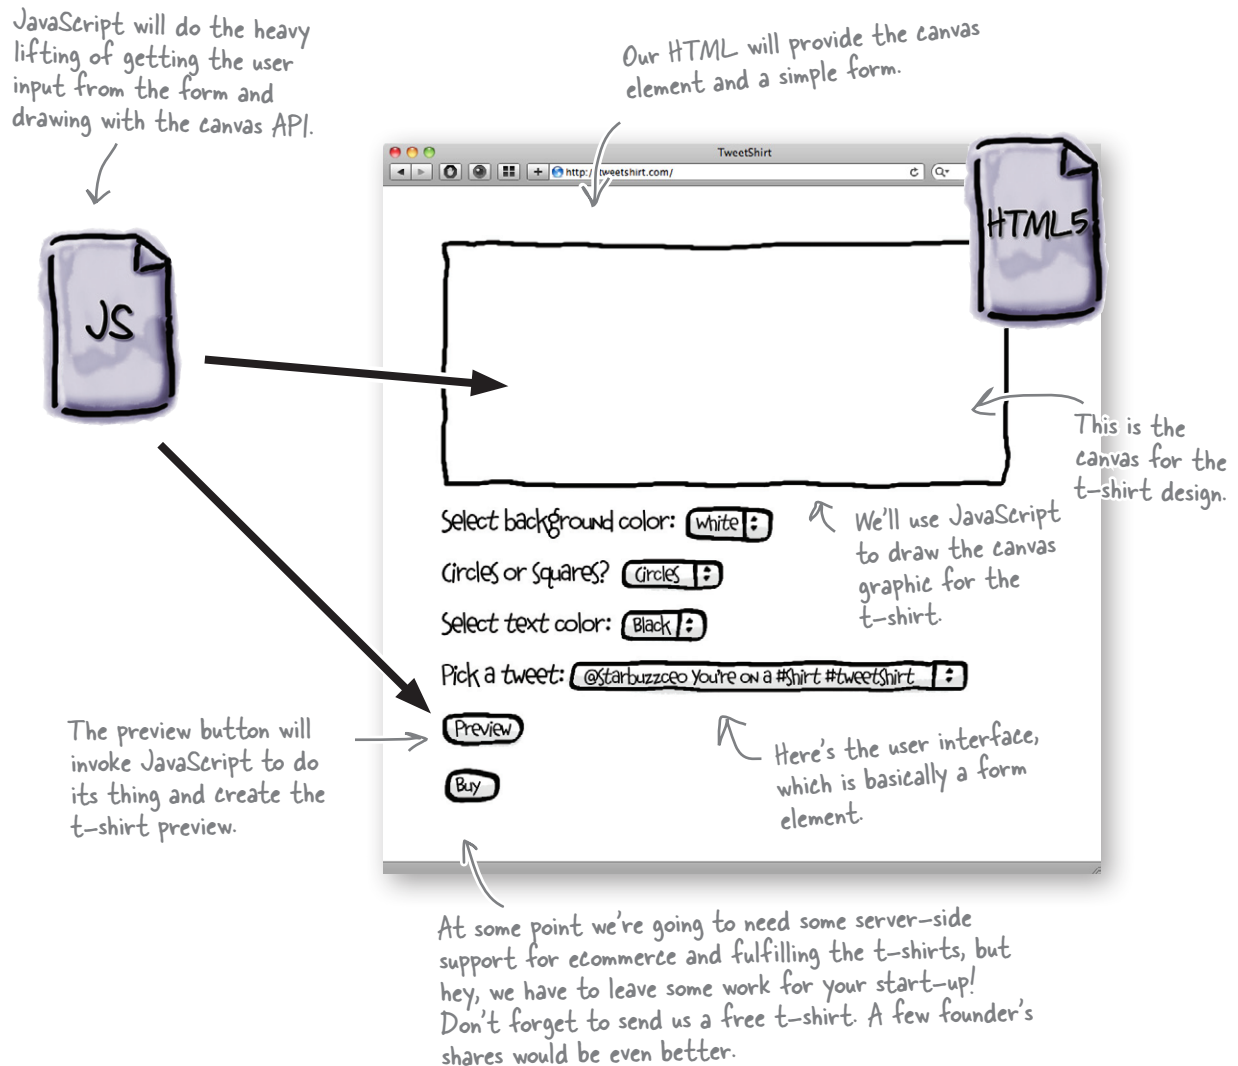 JavaScript will do the heavy
lifting of getting the user
input from the form and
drawing with the canvas API.
Our HTML will provide the canvas
element and a simple form.
TweetShirt
http://tweetshirt.com/
HTML5
JS
This is the
canvas for the
t-shirt design.
Select background color: White
We'll use JavaScript
to draw the canvas
graphic for the
t-shirt.
Circles or squares? Circles
Select text color: Black
Pick a tweet: @starbuzzceo You're on a #shirt #tweetshirt
Preview
The preview button will
invoke JavaScript to do
its thing and create the
t-shirt preview.
Here's the user interface,
which is basically a form
element.
Buy
At some point we're going to need some server-side
support for ecommerce and fulfilling the t-shirts, but
hey, we have to leave some work for your start-up!
Don't forget to send us a free t-shirt. A few founder's
shares would be even better.